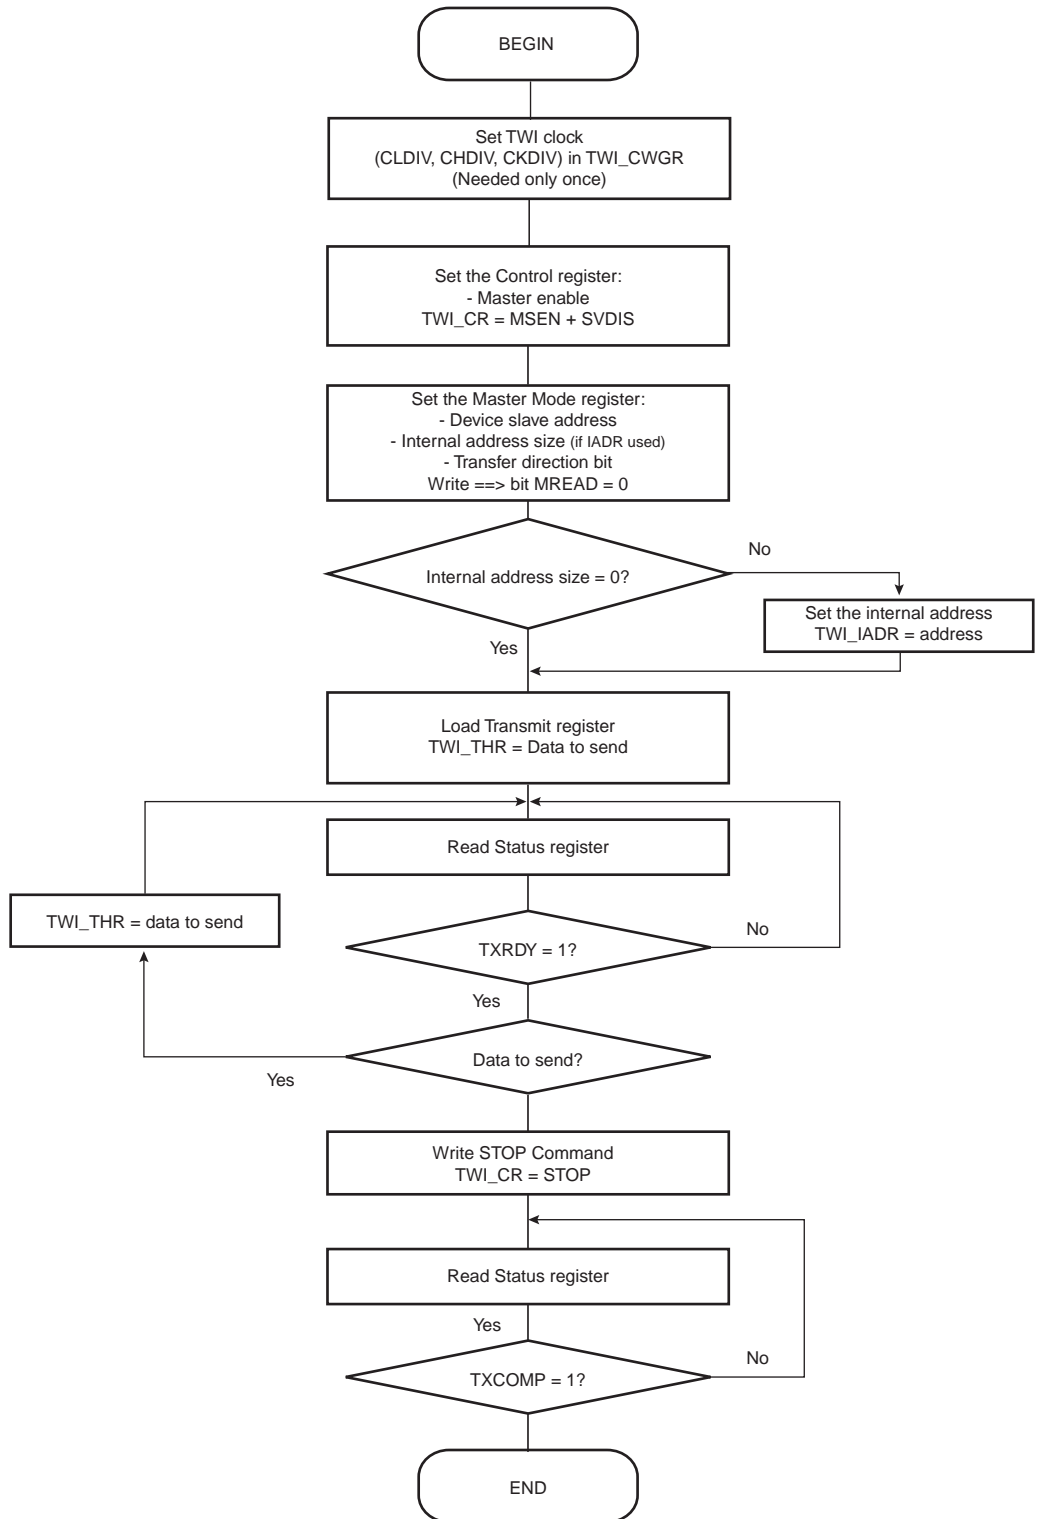 BEGIN
Set TWI clock
(CLDIV, CHDIV, CKDIV) in TWI_CWGR
(Needed only once)
Set the Control register:
- Master enable
TWI_CR = MSEN + SVDIS
Set the Master Mode register:
- Device slave address
- Internal address size (if IADR used)
- Transfer direction bit
Write ==> bit MREAD = 0
No
Internal address size = 0?
Set the internal address
TWI_IADR = address
Yes
Load Transmit register
TWI_THR = Data to send
Read Status register
TWI_THR = data to send
No
TXRDY = 1?
Yes
Data to send?
Yes
Write STOP Command
TWI_CR = STOP
Read Status register
Yes
No
TXCOMP = 1?
END